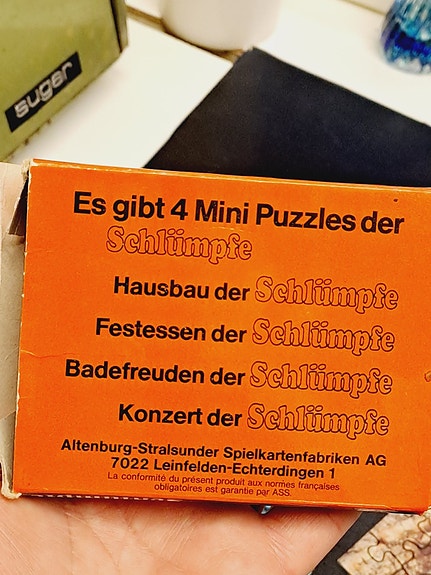 sugar
Es gibt 4 Mini Puzzles der
Schlümpfe
Hausbau der Schlümpfe
Festessen der Schlümpfe
Badefreuden der Schlümpfe
Konzert der Schlümpfe
Altenburg-Stralsunder Spielkartenfabriken AG
7022 Leinfelden-Echterdingen 1
La conformité du présent produit aux normes françaises
obligatoires est garantie par ASS.